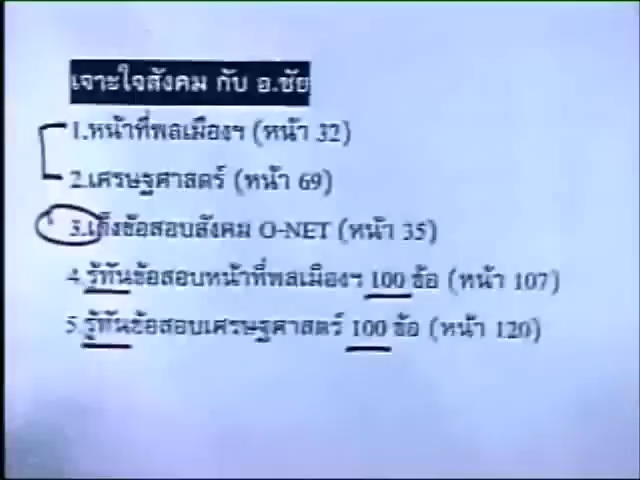 เจาะใจสังคม กับ อ.ชัย
1.หน้าที่พลเมืองฯ (หน้า 32)
2.เศรษฐศาสตร์ (หน้า 69)
3.เก็งข้อสอบสังคม O-NET (หน้า 35)
4.รู้ทันข้อสอบหน้าที่พลเมืองฯ 100 ข้อ (หน้า 107)
5.รู้ทันข้อสอบเศรษฐศาสตร์ 100 ข้อ (หน้า 120)